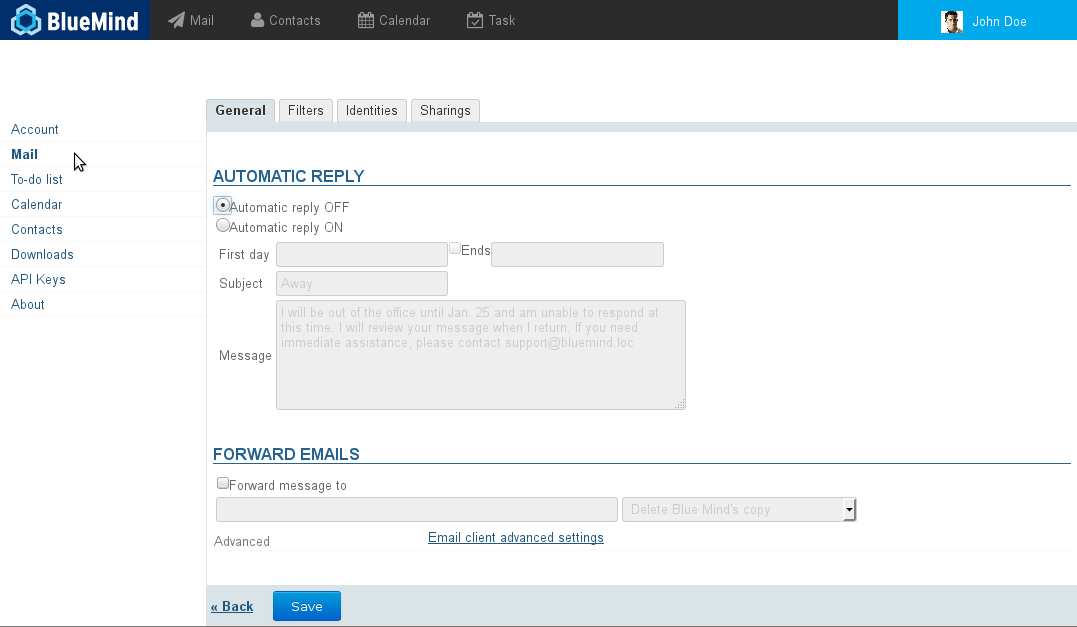 BlueMind Mail Contacts Calendar Task John Doe
General Filters Identities Sharings
Account
Mail
To-do list
Calendar
Contacts
Downloads
API Keys
About
AUTOMATIC REPLY
Automatic reply OFF
Automatic reply ON
First day Ends
Subject Away
Message
I will be out of the office until Jan. 25 and am unable to respond at
this time. I will review your message when I return. If you need
immediate assistance, please contact support@bluemind.loc
FORWARD EMAILS
Forward message to
Delete Blue Mind's copy
Advanced Email client advanced settings
« Back Save